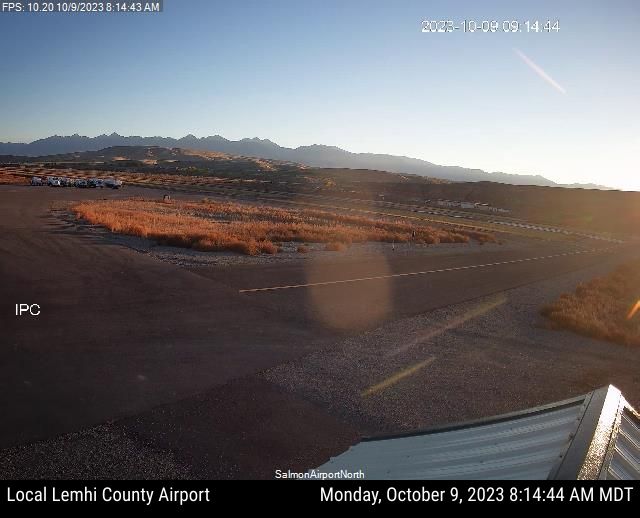 FPS: 10.20 10/9/2023 8:14:43 AM
2023-10-09 09:14:44
IPC
SalmonAirportNorth
Local Lemhi County Airport
Monday, October 9, 2023 8:14:44 AM MDT